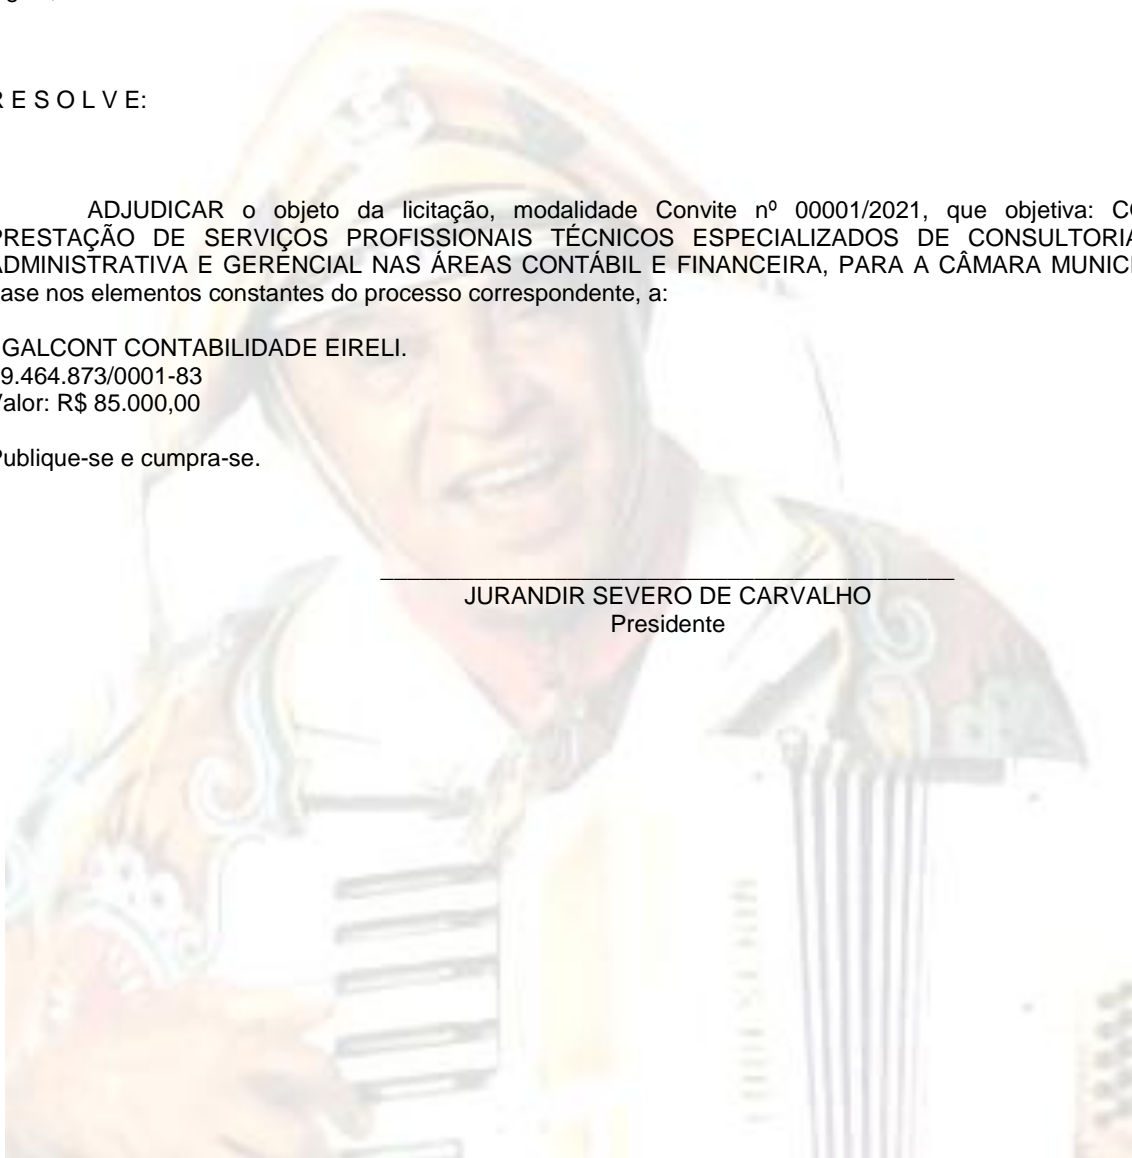 R E S O L V E:
ADJUDICAR o objeto da licitação, modalidade Convite nº 00001/2021, que objetiva:
PRESTAÇÃO DE SERVIÇOS PROFISSIONAIS TÉCNICOS ESPECIALIZADOS DE CONSULTORIA
ADMINISTRATIVA E GERENCIAL NAS ÁREAS CONTÁBIL E FINANCEIRA, PARA A CÂMARA
nos elementos constantes do processo correspondente, a:
GALCONT CONTABILIDADE EIRELI.
9.464.873/0001-83
Valor: R$ 85.000,00
Publique-se e cumpra-se.
JURANDIR SEVERO DE CARVALHO
Presidente